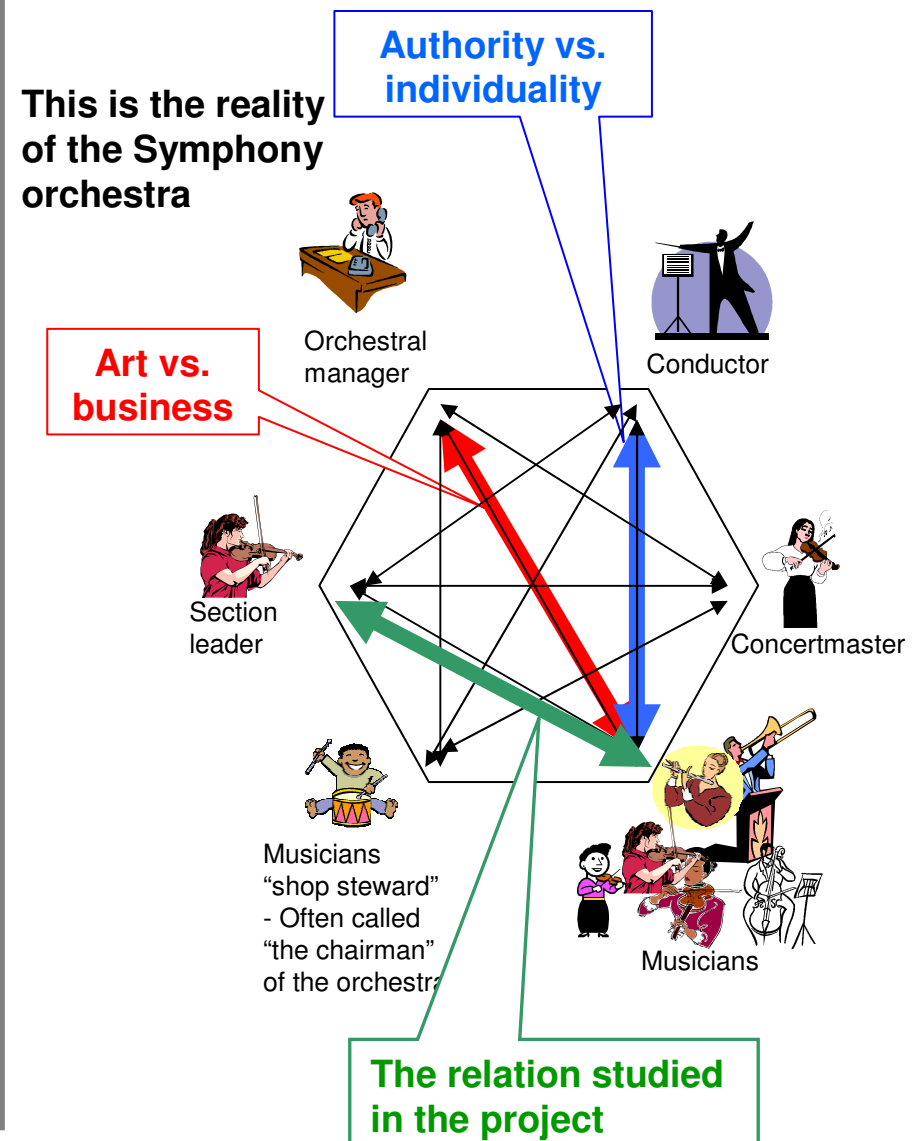 Authority vs.
individuality
This is the reality
of the Symphony
orchestra
Orchestral
manager
Conductor
Art vs.
business
Section
leader
Concertmaster
Musicians
“shop steward”
- Often called
“the chairman”
of the orchestra
Musicians
The relation studied
in the project